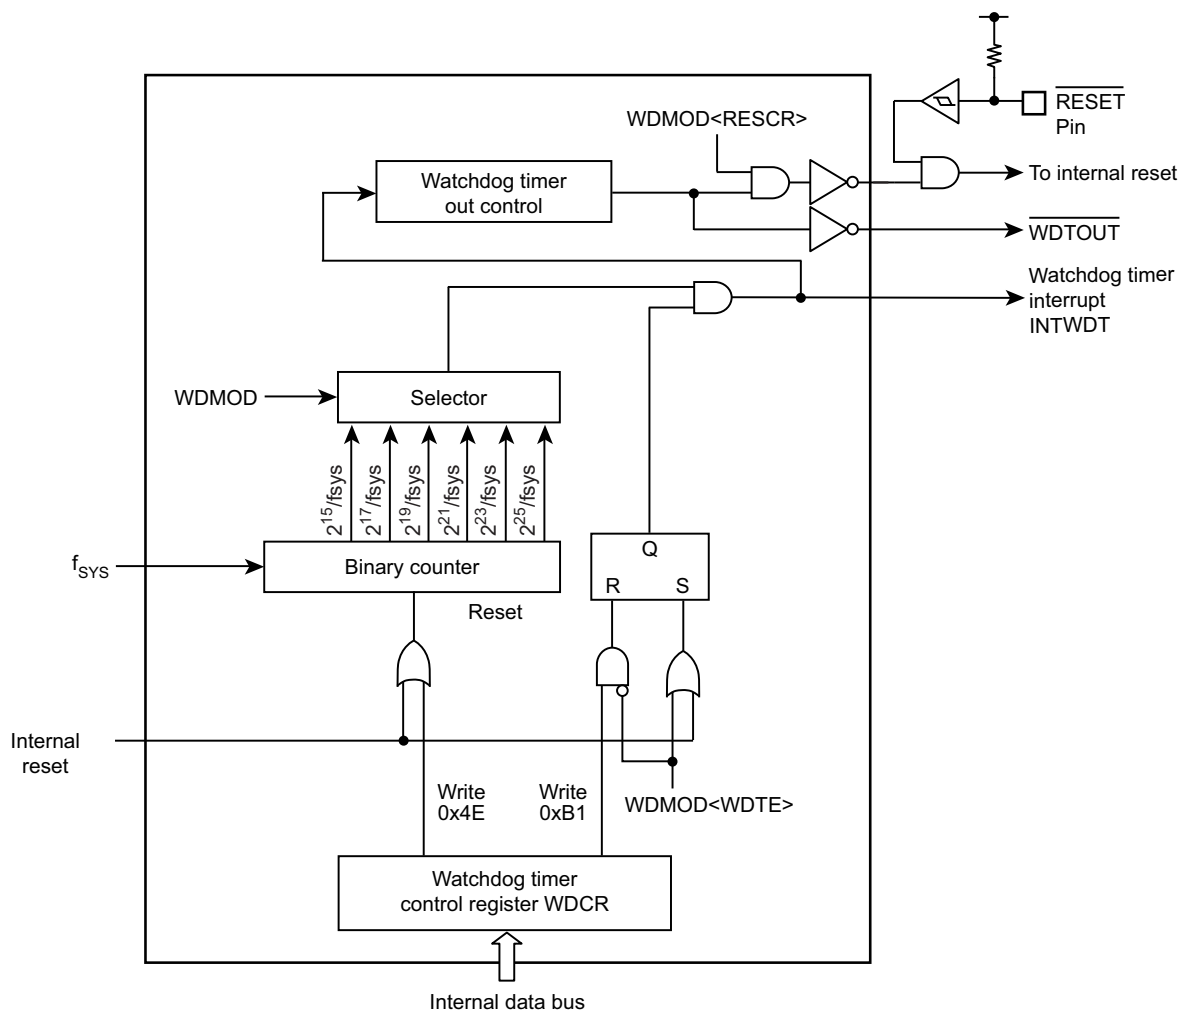 RESET
Pin
WDMOD<RESCR>
Watchdog timer
out control
To internal reset
WDTOUT
Watchdog timer
interrupt
INTWDT
WDMOD
Selector
2^15/fsys
2^17/fsys
2^19/fsys
2^21/fsys
2^23/fsys
2^25/fsys
fSYS
Binary counter
Reset
Q
R S
Internal
reset
Write
0x4E
Write
0xB1
WDMOD<WDTE>
Watchdog timer
control register WDCR
Internal data bus